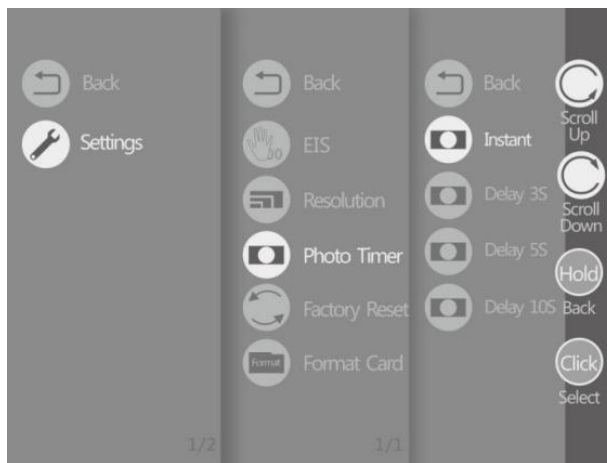 Back
Settings
1/2
Back
EIS
Resolution
Photo Timer
Factory Reset
Format
Format Card
1/1
Back
Instant
Delay 3S
Delay 5S
Delay 10S
Scroll
Up
Scroll
Down
Hold
Back
Click
Select